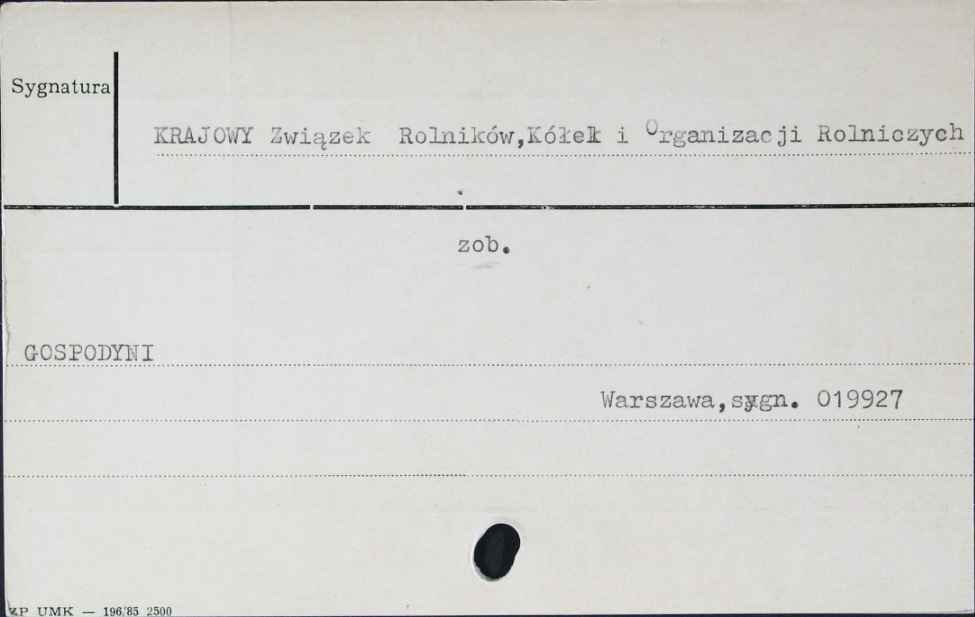 Sygnatura
KRAJOWY Związek Rolników,Kółek i Organizacji Rolniczych
zob.
GOSPODYNI
Warszawa,sygn. 019927
ZP UMK — 196/85 2500